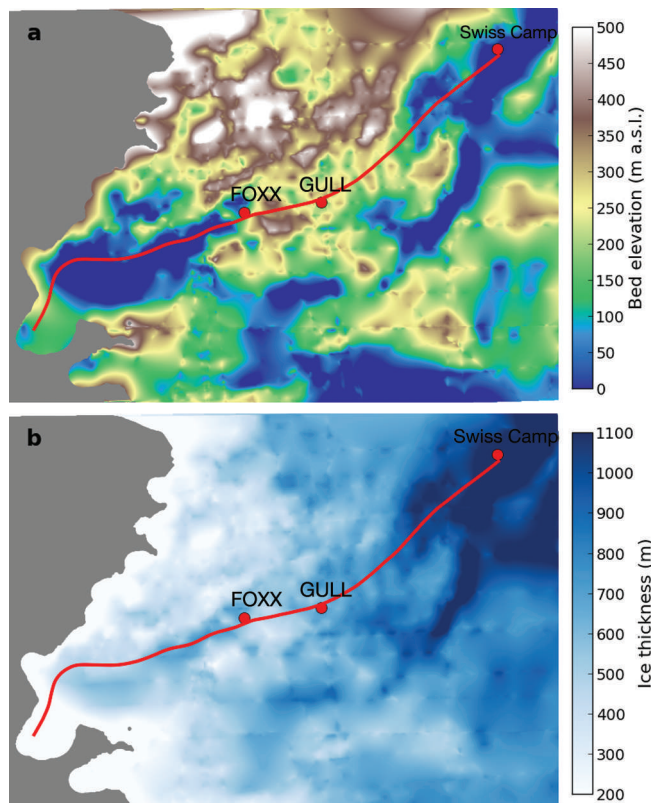 a
Swiss Camp
FOXX
GULL
500
450
400
350
300
250
200
150
100
50
0
Bed elevation (m a.s.l.)
b
Swiss Camp
FOXX
GULL
1100
1000
900
800
700
600
500
400
300
200
Ice thickness (m)